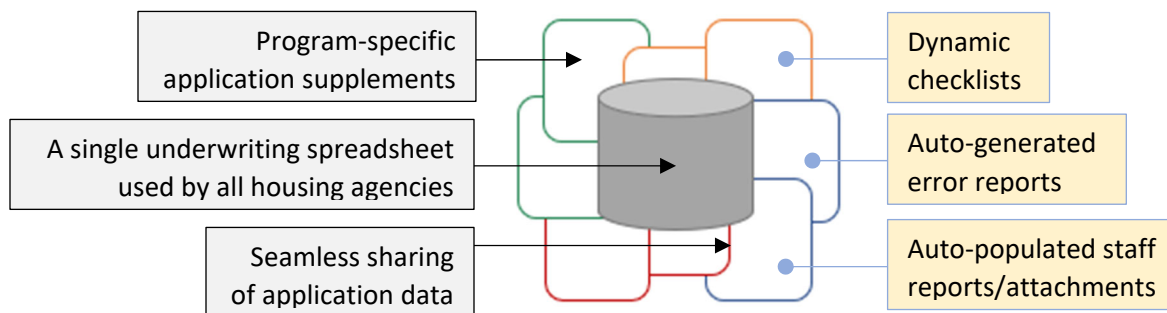 Program-specific
application supplements
A single underwriting spreadsheet
used by all housing agencies
Seamless sharing
of application data
Dynamic
checklists
Auto-generated
error reports
Auto-populated staff
reports/attachments